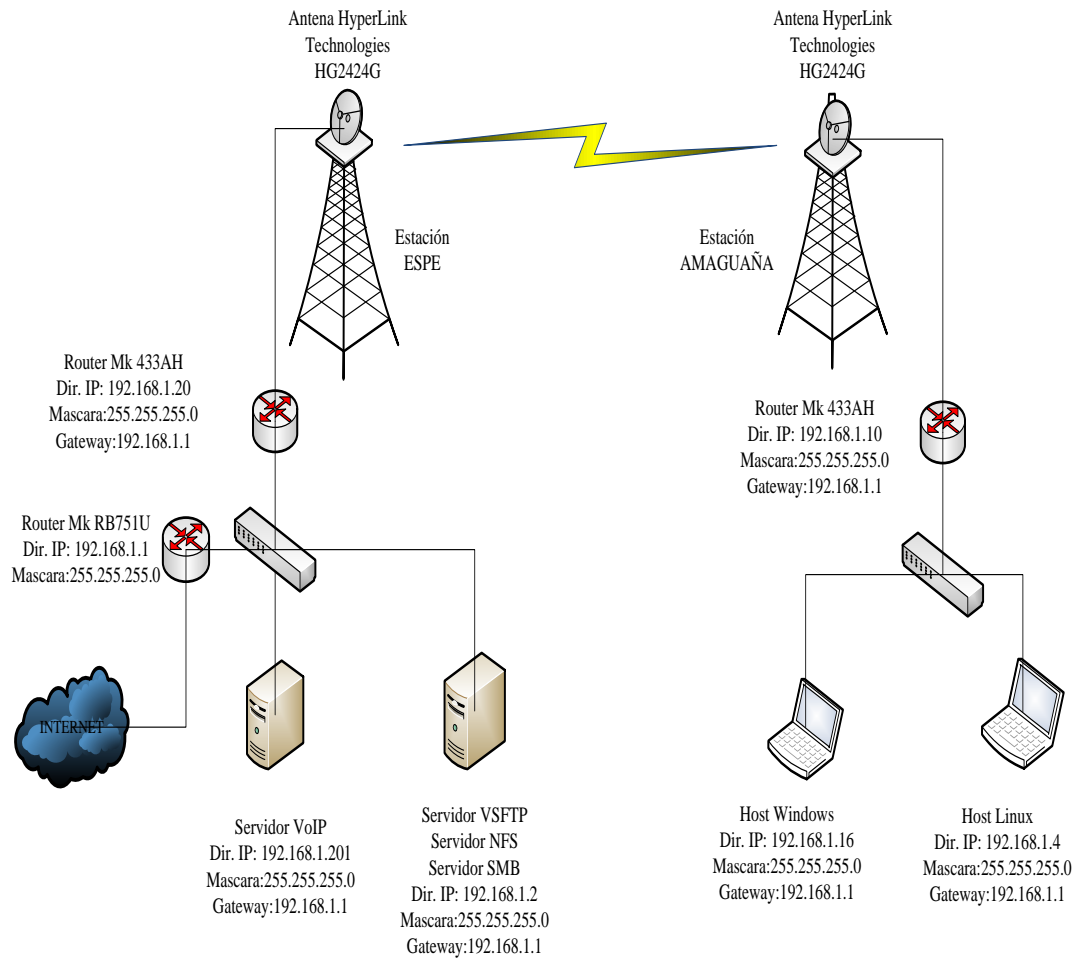 Antena HyperLink
Technologies
HG2424G
Antena HyperLink
Technologies
HG2424G
Estación
ESPE
Estación
AMAGUAÑA
Router Mk 433AH
Dir. IP: 192.168.1.20
Mascara:255.255.255.0
Gateway:192.168.1.1
Router Mk 433AH
Dir. IP: 192.168.1.10
Mascara:255.255.255.0
Gateway:192.168.1.1
Router Mk RB751U
Dir. IP: 192.168.1.1
Mascara:255.255.255.0
INTERNET
Servidor VoIP
Dir. IP: 192.168.1.201
Mascara:255.255.255.0
Gateway:192.168.1.1
Servidor VSFTP
Servidor NFS
Servidor SMB
Dir. IP: 192.168.1.2
Mascara:255.255.255.0
Gateway:192.168.1.1
Host Windows
Dir. IP: 192.168.1.16
Mascara:255.255.255.0
Gateway:192.168.1.1
Host Linux
Dir. IP: 192.168.1.4
Mascara:255.255.255.0
Gateway:192.168.1.1